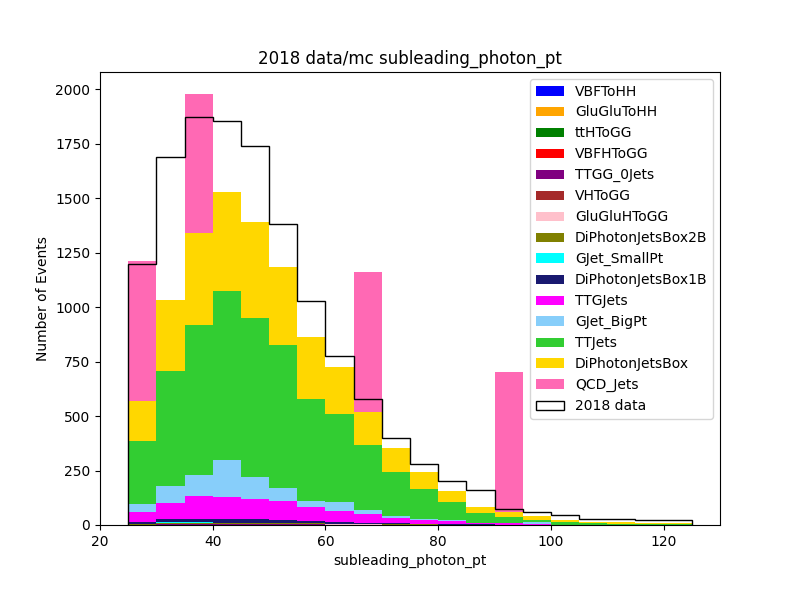 2018 data/mc subleading_photon_pt
Number of Events
2000
1750
1500
1250
1000
750
500
250
0
20
40
60
80
100
120
subleading_photon_pt
VBFToHH
GluGluToHH
ttHToGG
VBFHToGG
TTGG_0Jets
VHToGG
GluGluHToGG
DiPhotonJetsBox2B
GJet_SmallPt
DiPhotonJetsBox1B
TTGJets
GJet_BigPt
TTJets
DiPhotonJetsBox
QCD_Jets
2018 data